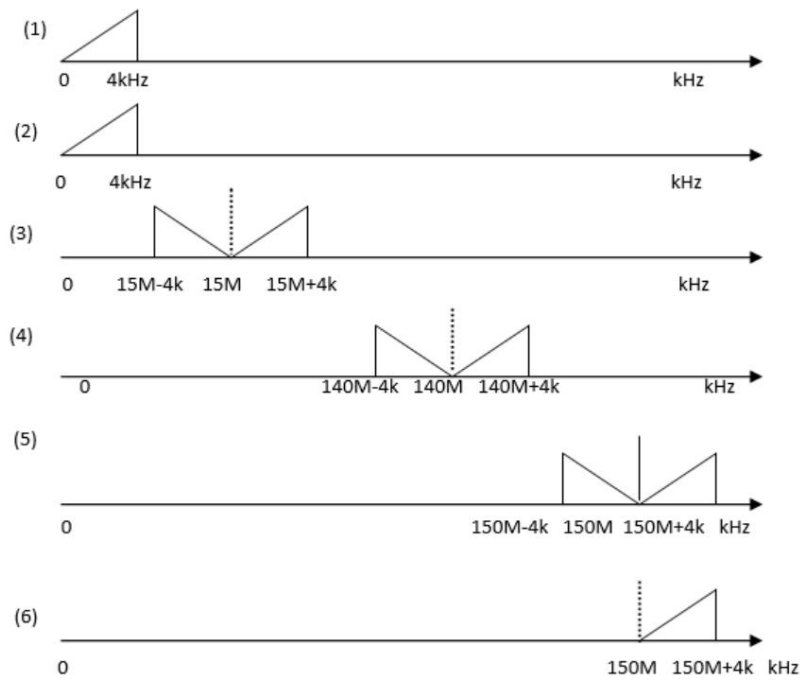 (1)
0 4kHz kHz
(2)
0 4kHz kHz
(3)
0 15M-4k 15M 15M+4k kHz
(4)
0 140M-4k 140M 140M+4k kHz
(5)
0 150M-4k 150M 150M+4k kHz
(6)
0 150M 150M+4k kHz